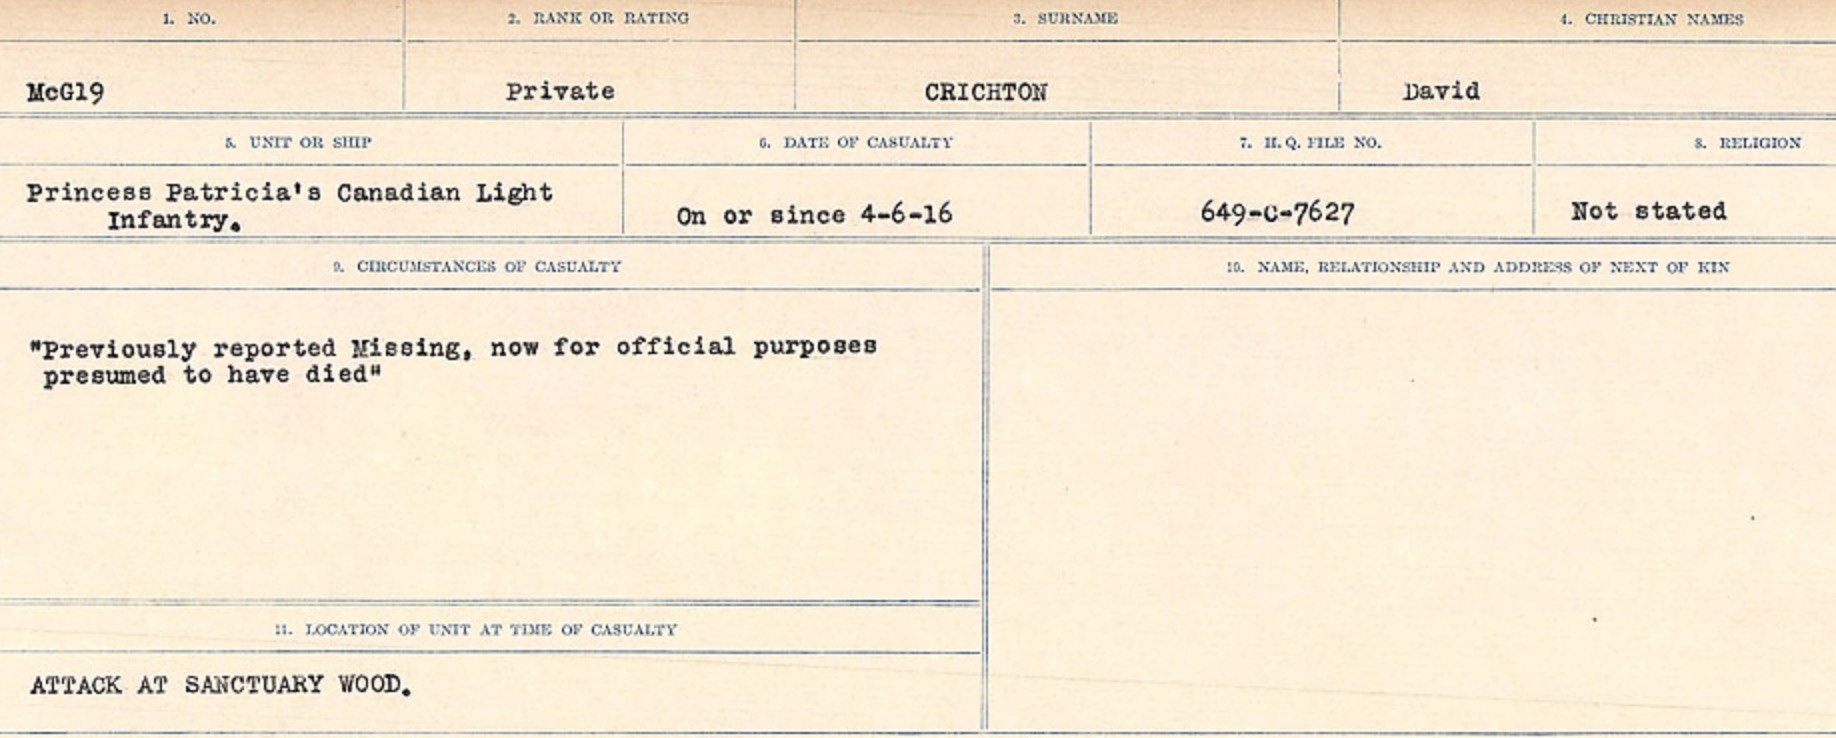 1. NO.
2. RANK OR RATING
3. SURNAME
4. CHRISTIAN NAMES
McG19
Private
CRICHTON
David
5. UNIT OR SHIP
6. DATE OF CASUALTY
7. H. Q. FILE NO.
8. RELIGION
Princess Patricia's Canadian Light
Infantry.
On or since 4-6-16
649-C-7627
Not stated
9. CIRCUMSTANCES OF CASUALTY
10. NAME, RELATIONSHIP AND ADDRESS OF NEXT OF KIN
"Previously reported Missing, now for official purposes
presumed to have died"
11. LOCATION OF UNIT AT TIME OF CASUALTY
ATTACK AT SANCTUARY WOOD.